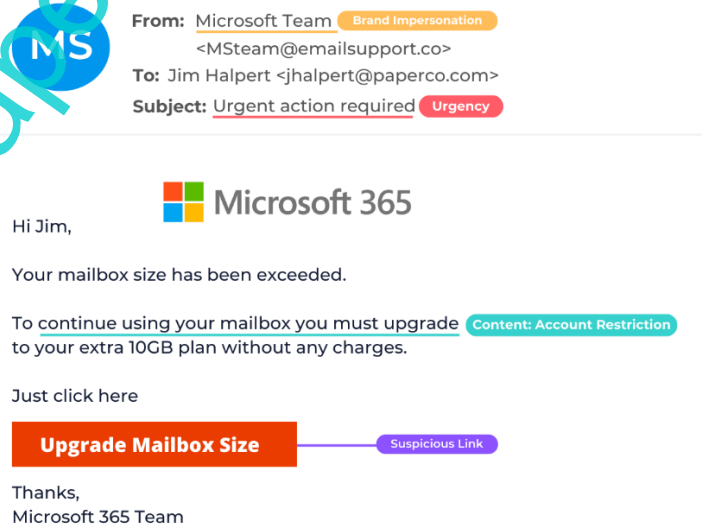 MS
From: Microsoft Team Brand Impersonation
<MSteam@emailsupport.co>
To: Jim Halpert <jhalpert@paperco.com>
Subject: Urgent action required Urgency
Microsoft 365
Hi Jim,
Your mailbox size has been exceeded.
To continue using your mailbox you must upgrade Content: Account Restriction
to your extra 10GB plan without any charges.
Just click here
Upgrade Mailbox Size Suspicious Link
Thanks,
Microsoft 365 Team